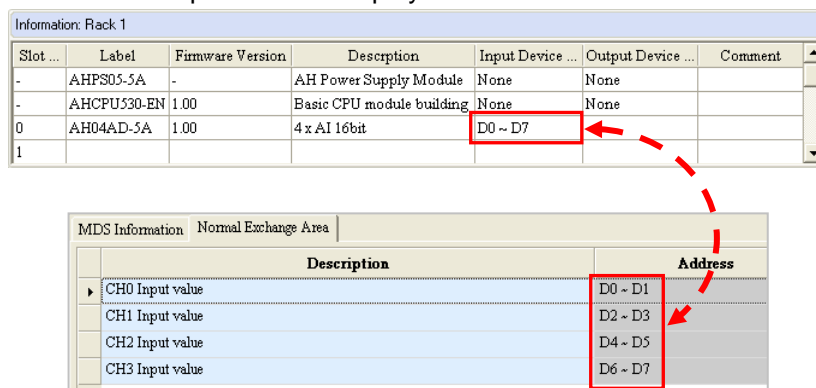 Information: Rack 1
Slot ... Label Firmware Version Descrption Input Device ... Output Device ... Comment
- AHPS05-5A - AH Power Supply Module None None
- AHCPU530-EN 1.00 Basic CPU module building None None
0 AH04AD-5A 1.00 4 x AI 16bit D0 ~ D7
1
MDS Information Normal Exchange Area
Description Address
CH0 Input value D0 ~ D1
CH1 Input value D2 ~ D3
CH2 Input value D4 ~ D5
CH3 Input value D6 ~ D7